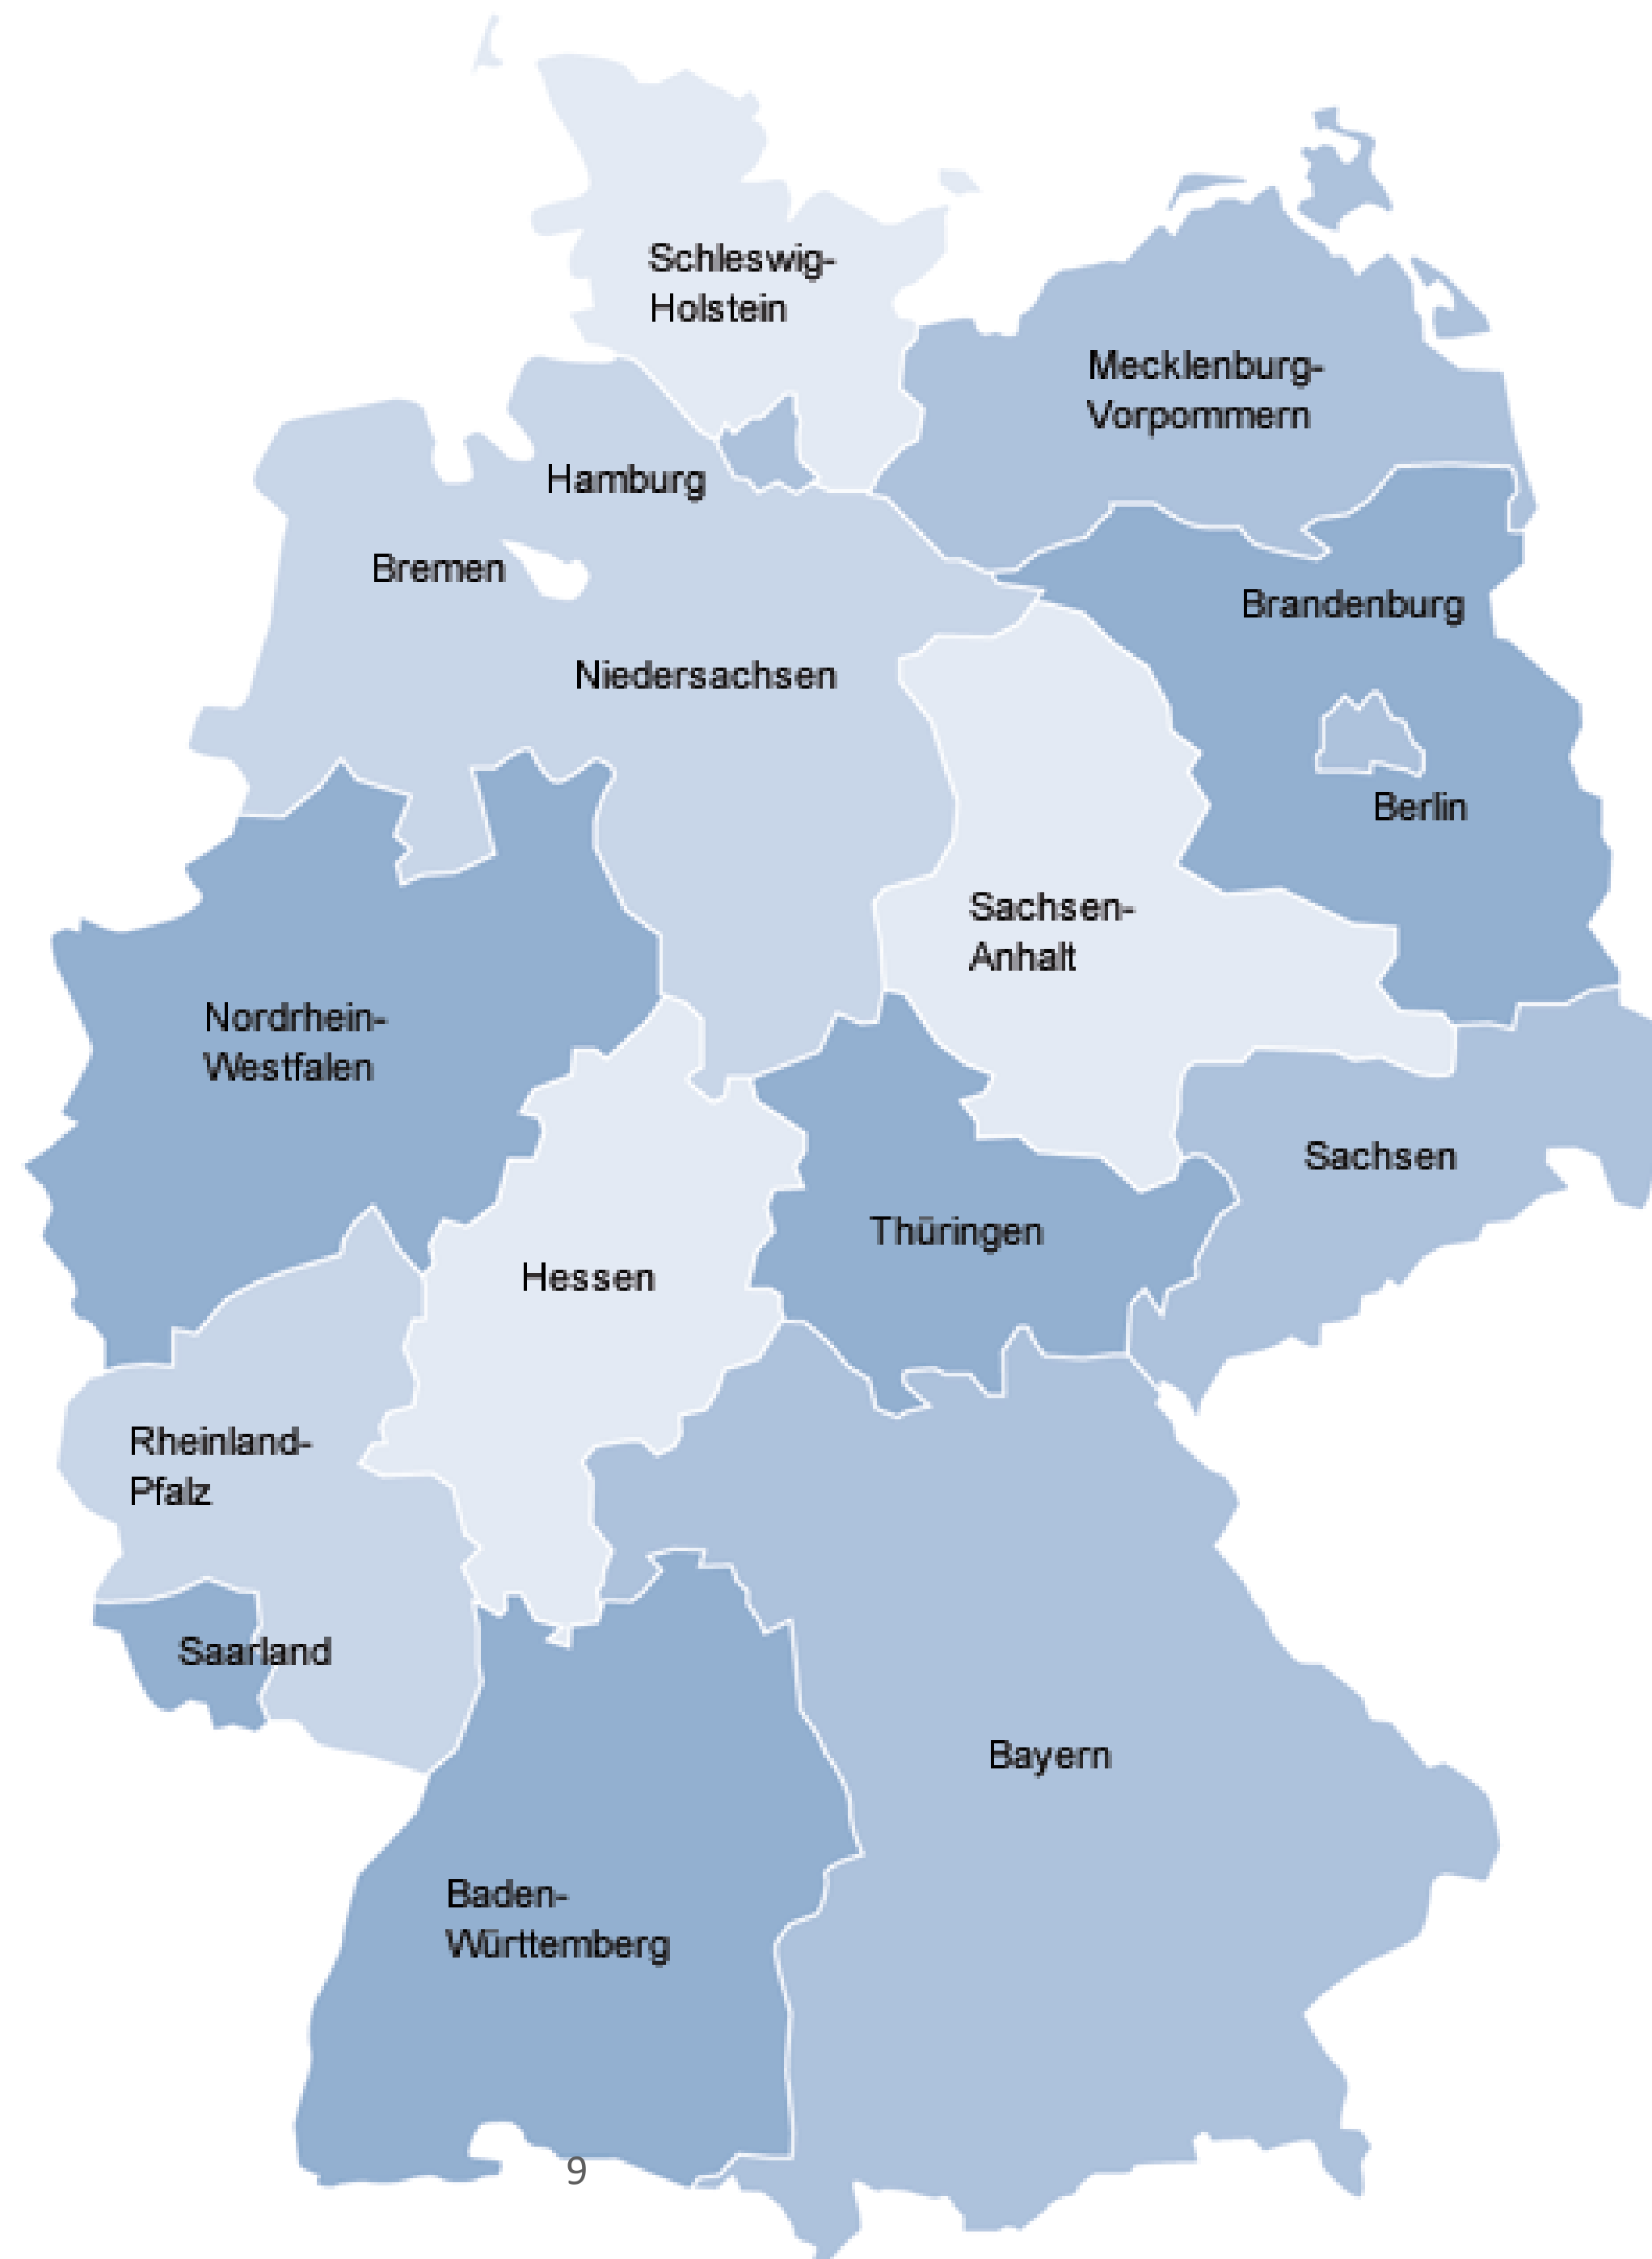 Schleswig-
Holstein
Mecklenburg-
Vorpommern
Hamburg
Bremen
Brandenburg
Niedersachsen
Berlin
Sachsen-
Anhalt
Nordrhein-
Westfalen
Sachsen
Thüringen
Hessen
Rheinland-
Pfalz
Saarland
Bayern
Baden-
Württemberg
9